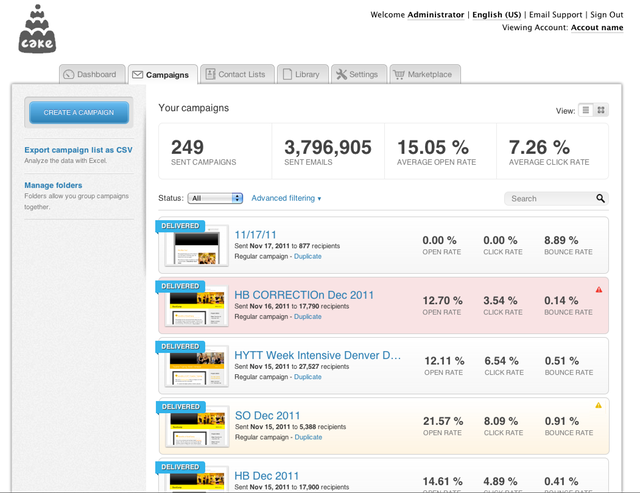 cake
Welcome Administrator | English (US) | Email Support | Sign Out
Viewing Account: Accout name
Dashboard
Campaigns
Contact Lists
Library
Settings
Marketplace
CREATE A CAMPAIGN
Export campaign list as CSV
Analyze the data with Excel.
Manage folders
Folders allow you group campaigns
together.
Your campaigns
View:
249
SENT CAMPAIGNS
3,796,905
SENT EMAILS
15.05 %
AVERAGE OPEN RATE
7.26 %
AVERAGE CLICK RATE
Status: All
Advanced filtering ▾
Search
DELIVERED
11/17/11
Sent Nov 17, 2011 to 877 recipients
Regular campaign - Duplicate
0.00 %
OPEN RATE
0.00 %
CLICK RATE
8.89 %
BOUNCE RATE
DELIVERED
HB CORRECTIOn Dec 2011
Sent Nov 16, 2011 to 17,790 recipients
Regular campaign - Duplicate
12.70 %
OPEN RATE
3.54 %
CLICK RATE
0.14 %
BOUNCE RATE
DELIVERED
HYTT Week Intensive Denver D...
Sent Nov 15, 2011 to 27,527 recipients
Regular campaign - Duplicate
12.11 %
OPEN RATE
6.54 %
CLICK RATE
0.51 %
BOUNCE RATE
DELIVERED
SO Dec 2011
Sent Nov 15, 2011 to 5,388 recipients
Regular campaign - Duplicate
21.57 %
OPEN RATE
8.09 %
CLICK RATE
0.91 %
BOUNCE RATE
DELIVERED
HB Dec 2011
Sent Nov 15, 2011 to 17,900 recipients
14.61 %
OPEN RATE
4.89 %
CLICK RATE
0.41 %
BOUNCE RATE